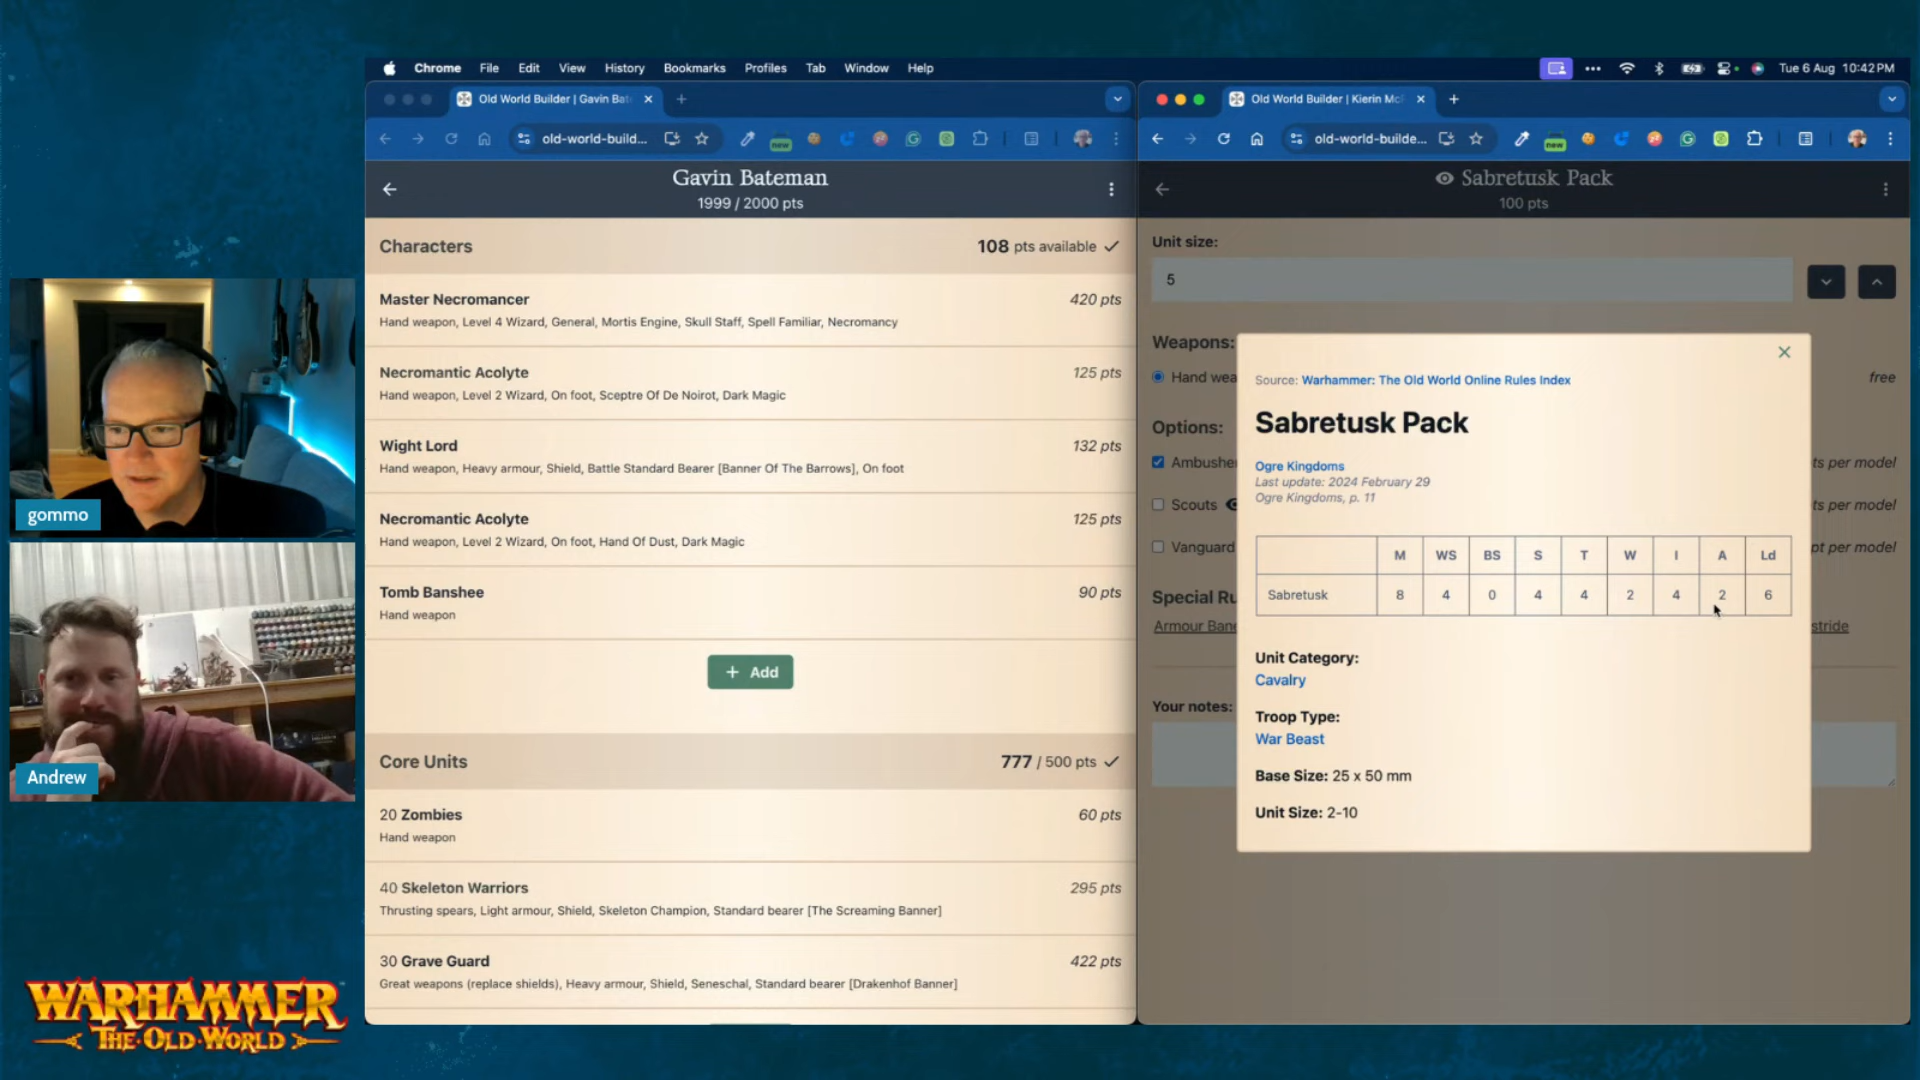 Chrome File Edit View History Bookmarks Profiles Tab Window Help
Tue 6 Aug 10:42 PM
Old World Builder | Gavin Bat
old-world-build...
new
Gavin Bateman
1999 / 2000 pts
Characters
108 pts available
Master Necromancer
420 pts
Hand weapon, Level 4 Wizard, General, Mortis Engine, Skull Staff, Spell Familiar, Necromancy
Necromantic Acolyte
125 pts
Hand weapon, Level 2 Wizard, On foot, Sceptre Of De Noirot, Dark Magic
Wight Lord
132 pts
Hand weapon, Heavy armour, Shield, Battle Standard Bearer [Banner Of The Barrows], On foot
Necromantic Acolyte
125 pts
Hand weapon, Level 2 Wizard, On foot, Hand Of Dust, Dark Magic
Tomb Banshee
90 pts
Hand weapon
+ Add
Core Units
777 / 500 pts
20 Zombies
60 pts
Hand weapon
40 Skeleton Warriors
295 pts
Thrusting spears, Light armour, Shield, Skeleton Champion, Standard bearer [The Screaming Banner]
30 Grave Guard
422 pts
Great weapons (replace shields), Heavy armour, Shield, Seneschal, Standard bearer [Drakenhof Banner]
Old World Builder | Kierin McF
old-world-builde...
new
Sabretusk Pack
100 pts
Unit size:
5
Weapons:
Hand wea
free
Options:
Ambushe
ts per model
Scouts
ts per model
Vanguard
pt per model
Special Ru
Armour Bane
stride
Your notes:
Source: Warhammer: The Old World Online Rules Index
Sabretusk Pack
Ogre Kingdoms
Last update: 2024 February 29
Ogre Kingdoms, p. 11
M WS BS S T W I A Ld
Sabretusk 8 4 0 4 4 2 4 2 6
Unit Category:
Cavalry
Troop Type:
War Beast
Base Size: 25 x 50 mm
Unit Size: 2-10
gommo
Andrew
WARHAMMER
THE·OLD·WORLD